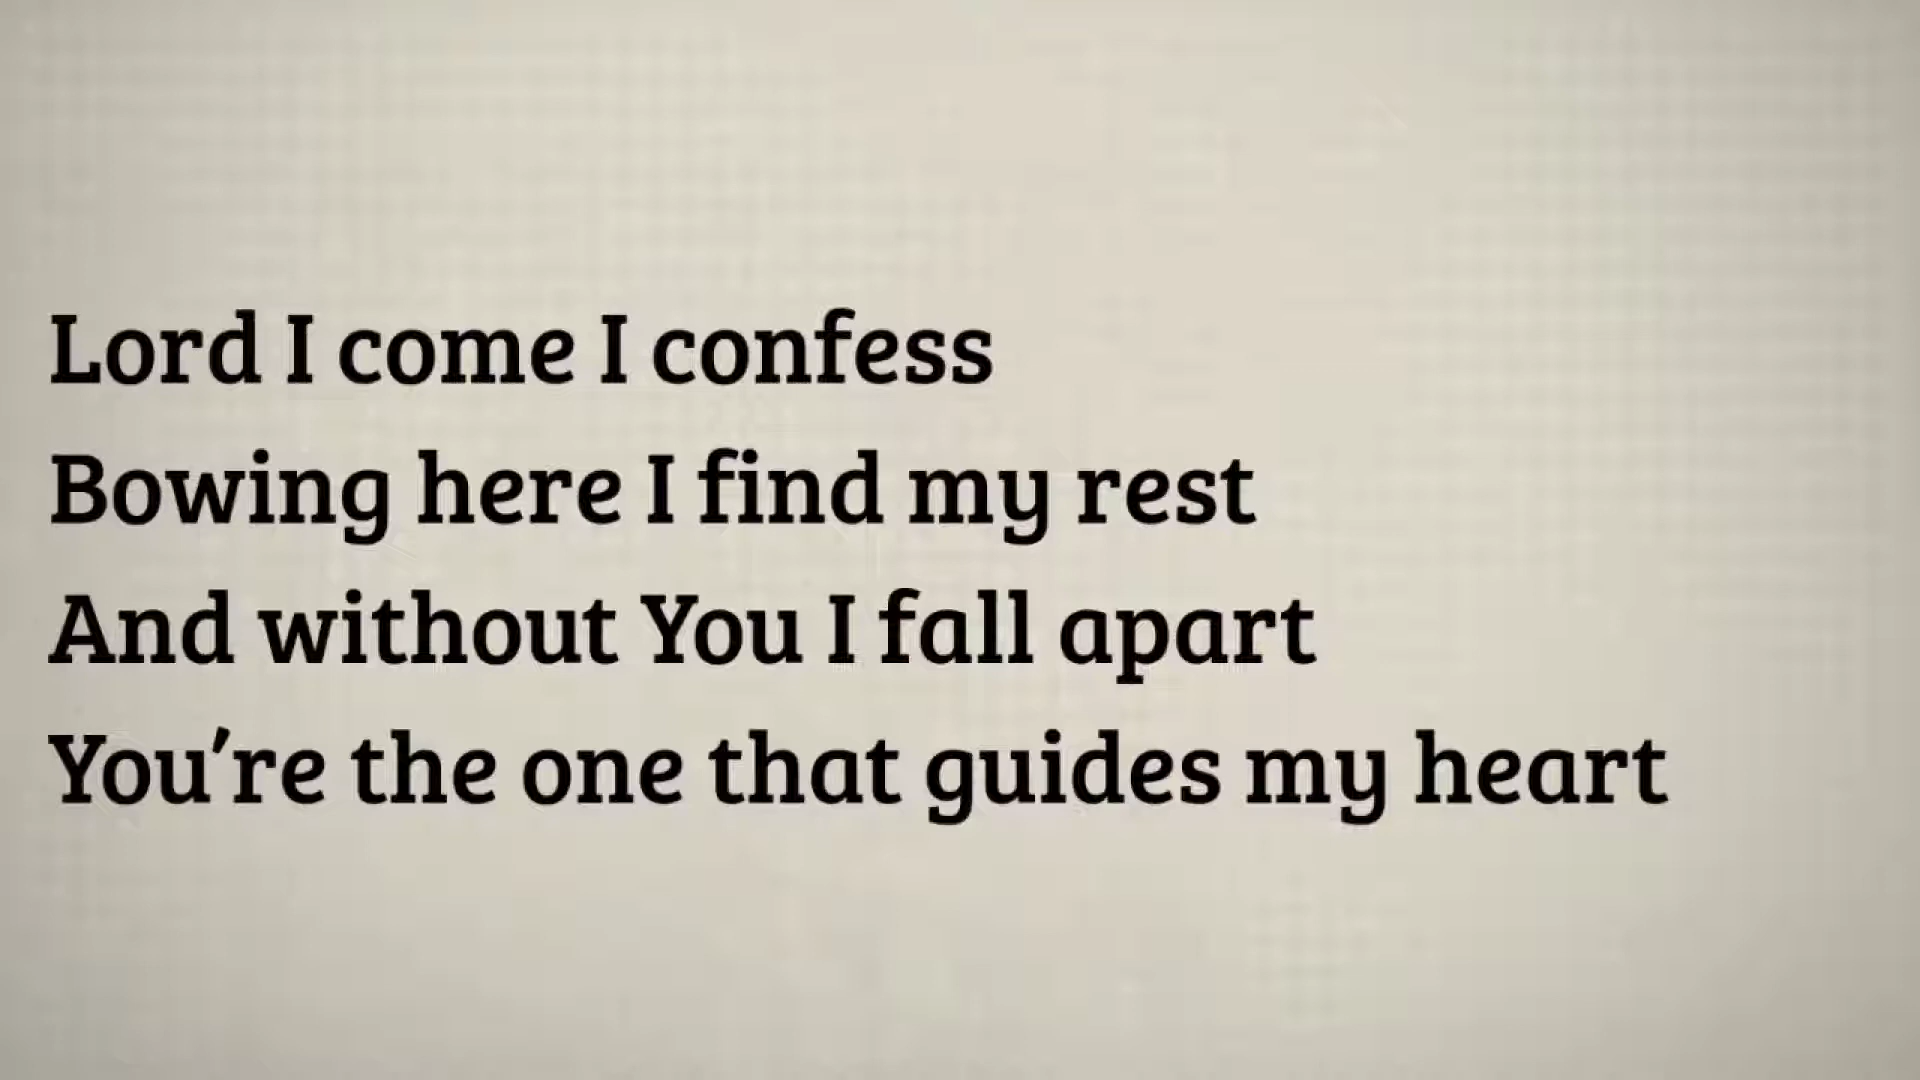 Lord I come I confess
Bowing here I find my rest
And without You I fall apart
You're the one that guides my heart